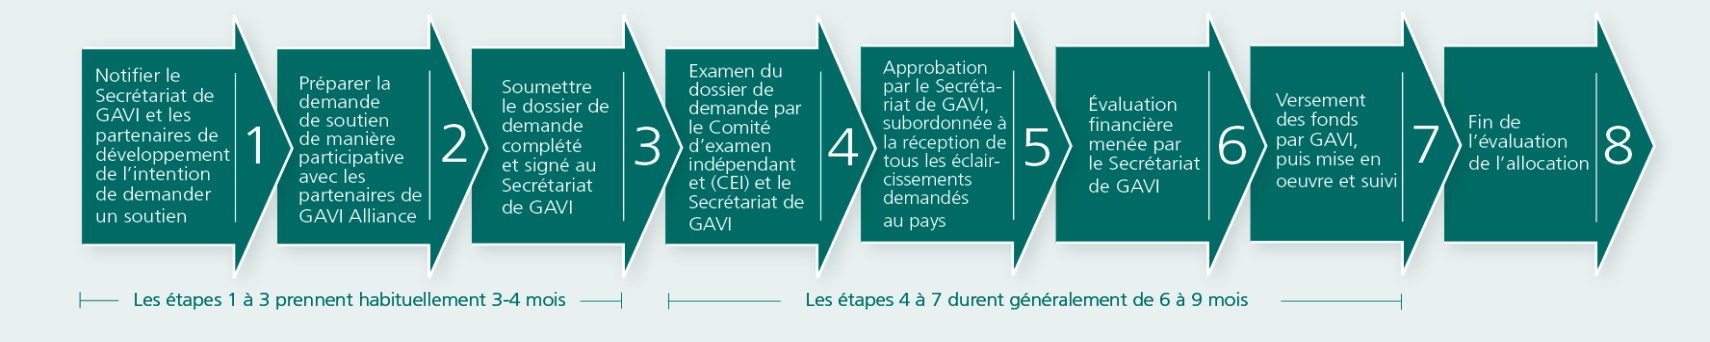 Notifier le
Secrétariat de
GAVI et les
partenaires de
développement
de l’intention
de demander
un soutien
1
Préparer la
demande
de soutien
de manière
participative
avec les
partenaires de
GAVI Alliance
2
Soumettre
le dossier de
demande
complété
et signé au
Secrétariat
de GAVI
3
Examen du
dossier de
demande par
le Comité
d’examen
indépendant
et (CEI) et le
Secrétariat de
GAVI
4
Approbation
par le Secréta-
riat de GAVI,
subordonnée à
la réception de
tous les éclair-
cissements
demandés
au pays
5
Évaluation
financière
menée par
le Secrétariat
de GAVI
6
Versement
des fonds
par GAVI,
puis mise en
oeuvre et suivi
7
Fin de
l’évaluation
de l’allocation
8
Les étapes 1 à 3 prennent habituellement 3-4 mois
Les étapes 4 à 7 durent généralement de 6 à 9 mois